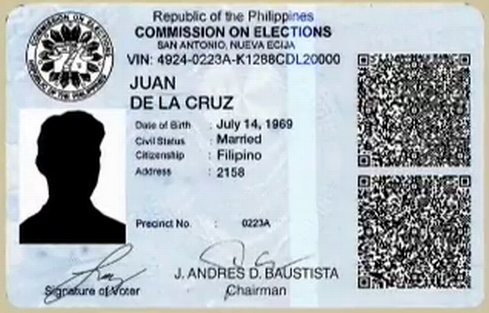 Republic of the Philippines
COMMISSION ON ELECTIONS
SAN ANTONIO, NUEVA ECIJA
VIN: 4924-0223A-K1288CDL20000
COMMISSION ON ELECTIONS
REPUBLIC OF THE PHILIPPINES
JUAN
DE LA CRUZ
Date of Birth : July 14, 1969
Civil Status : Married
Citizenship : Filipino
Address : 2158
Precinct No. : 0223A
J. ANDRES D. BAUSTISTA
Signature of Voter
Chairman